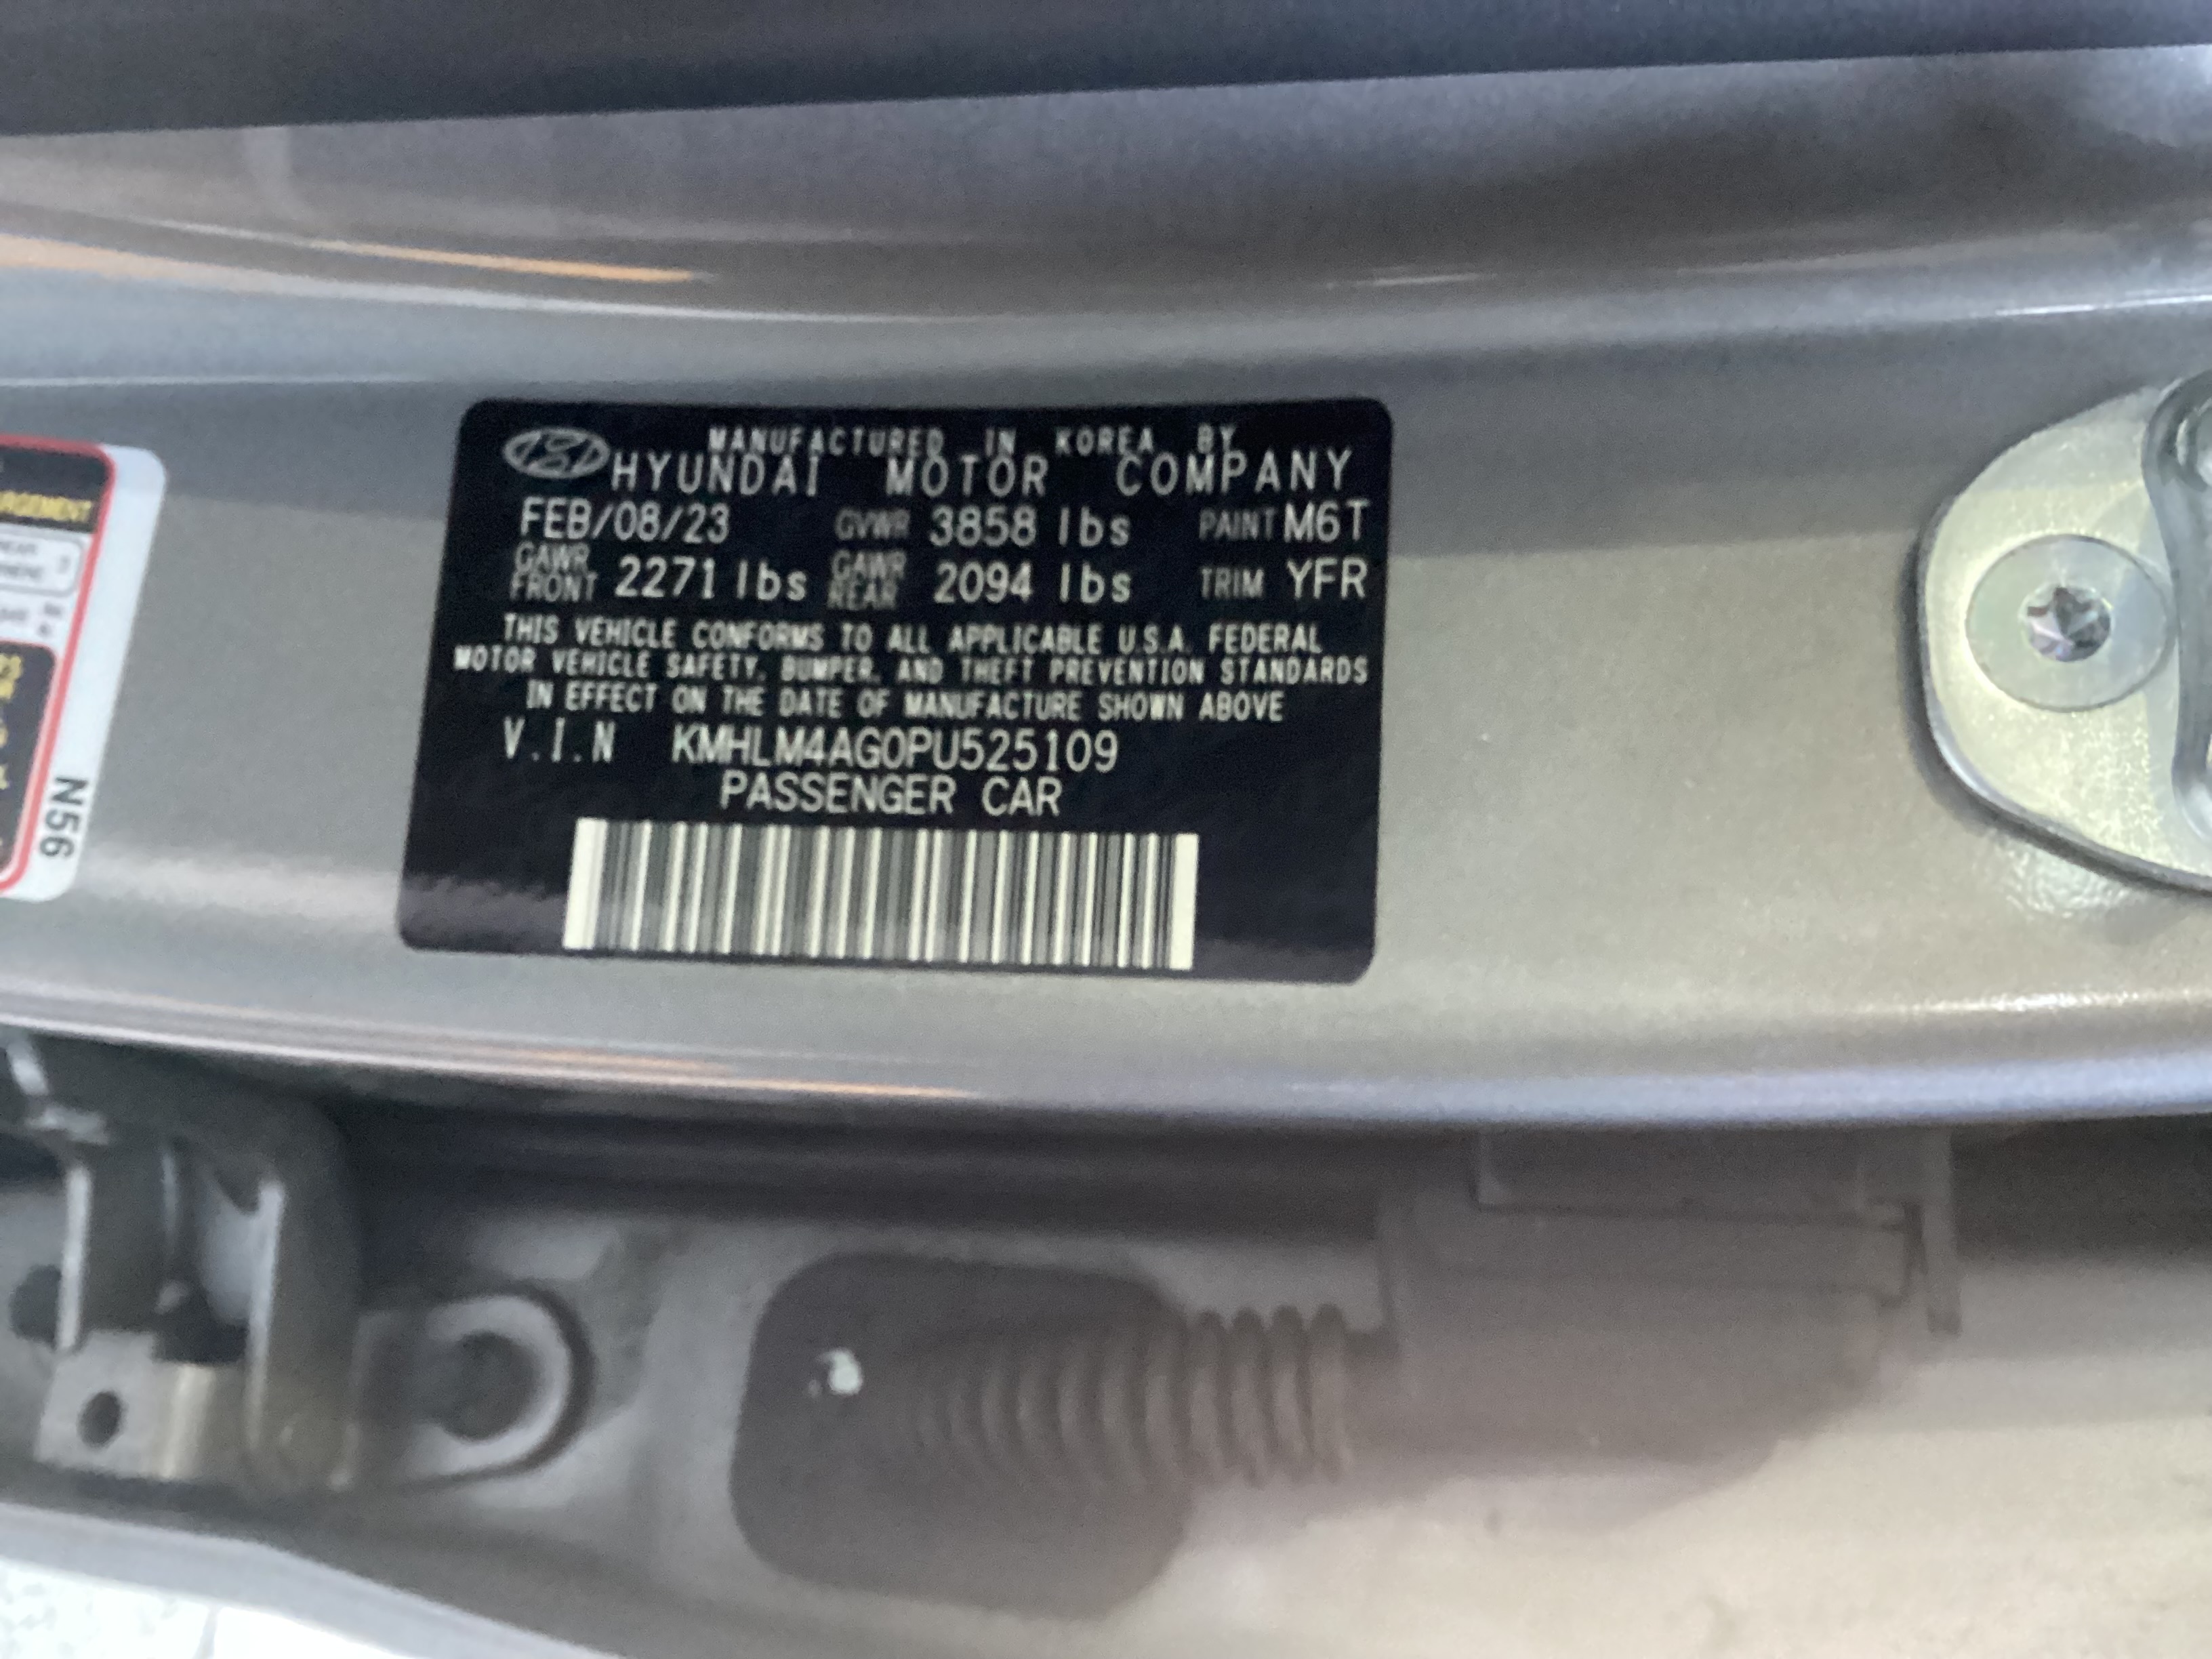 MANUFACTURED IN KOREA BY
HYUNDAI MOTOR COMPANY
FEB/08/23 GVWR 3858 lbs PAINT M6T
GAWR FRONT 2271 lbs GAWR REAR 2094 lbs TRIM YFR
THIS VEHICLE CONFORMS TO ALL APPLICABLE U.S.A. FEDERAL
MOTOR VEHICLE SAFETY, BUMPER, AND THEFT PREVENTION STANDARDS
IN EFFECT ON THE DATE OF MANUFACTURE SHOWN ABOVE
V.I.N KMHLM4AG0PU525109
PASSENGER CAR
N56